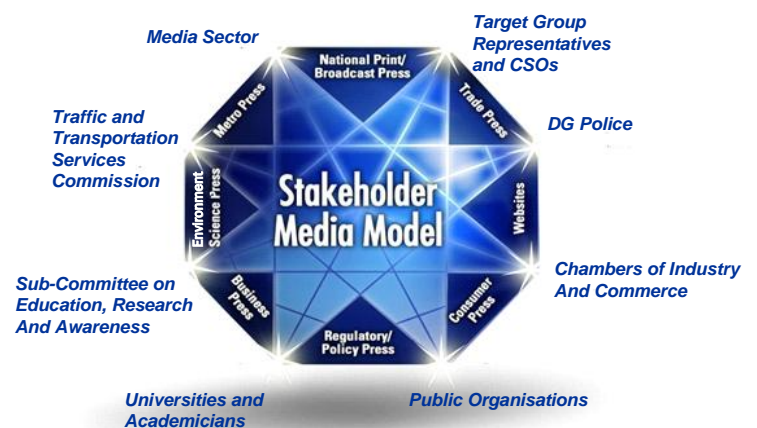 Media Sector
Target Group
Representatives
and CSOs
National Print/
Broadcast Press
Metro Press
Trade Press
Traffic and
Transportation
Services
Commission
DG Police
Environment
Science Press
Stakeholder
Media Model
Websites
Sub-Committee on
Education, Research
And Awareness
Business
Press
Consumer
Press
Chambers of Industry
And Commerce
Regulatory/
Policy Press
Universities and
Academicians
Public Organisations